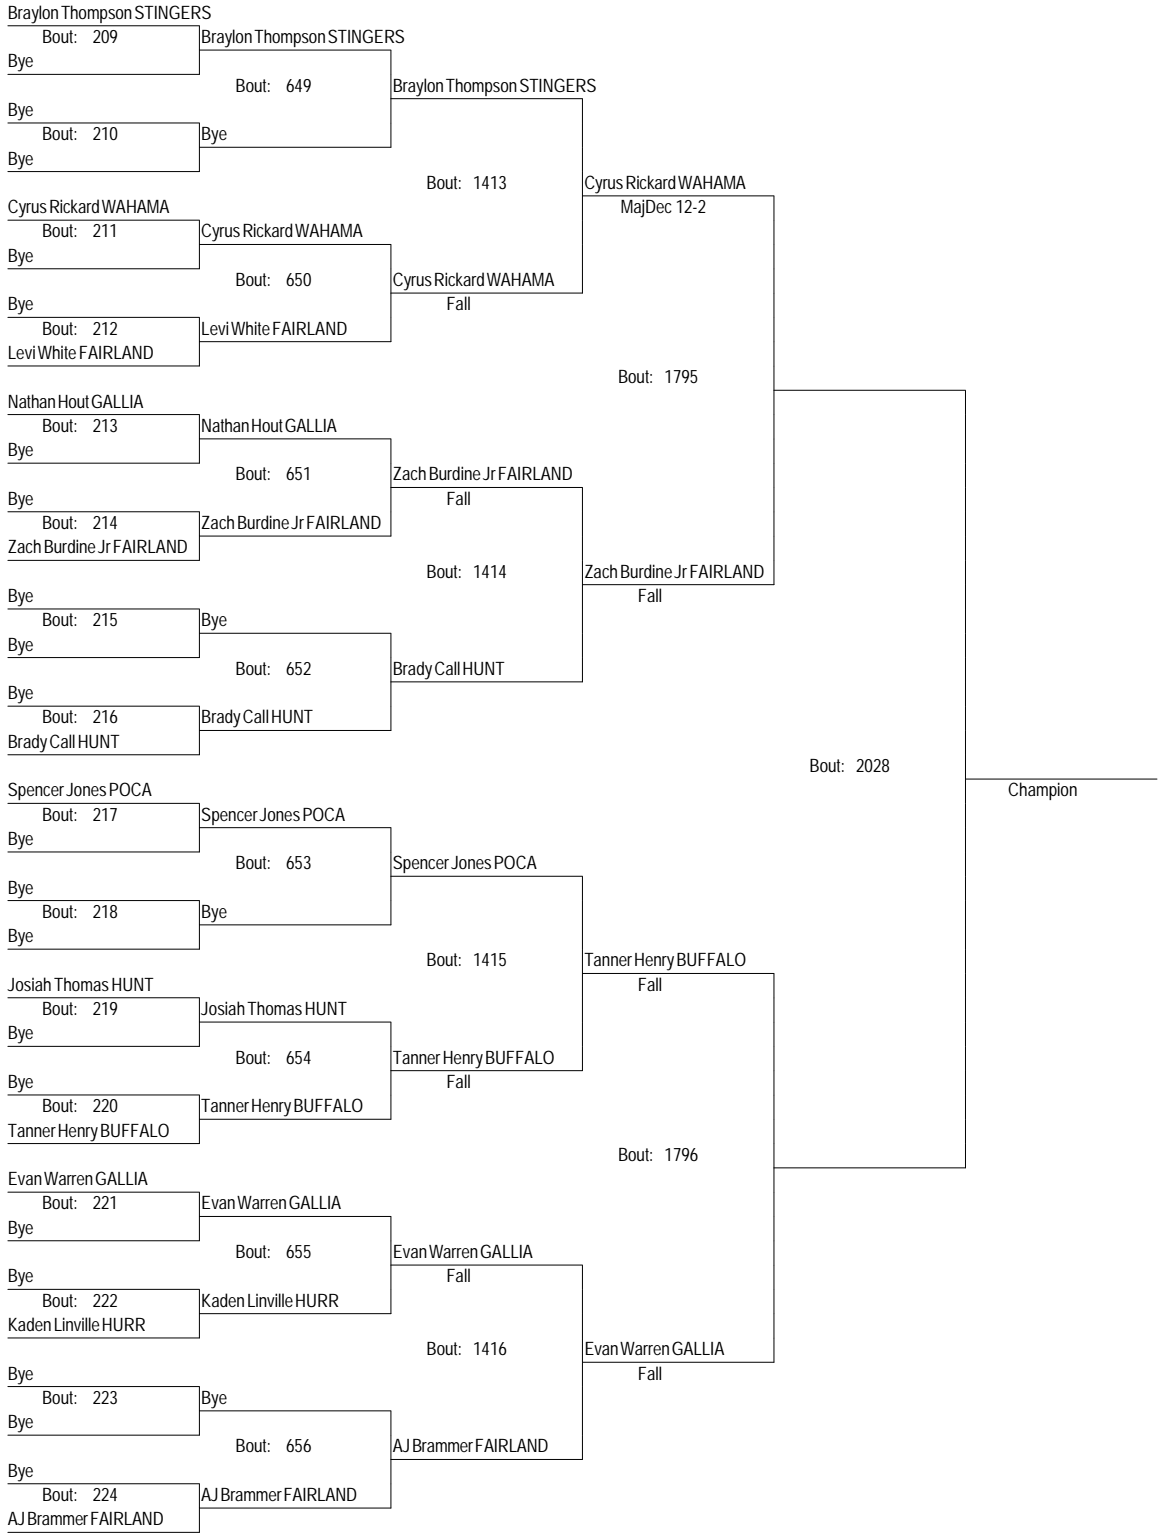 Braylon Thompson STINGERS
Bout: 209
Braylon Thompson STINGERS
Bye
Bout: 649
Braylon Thompson STINGERS
Bye
Bout: 210
Bye
Bye
Bout: 1413
Cyrus Rickard WAHAMA
MajDec 12-2
Cyrus Rickard WAHAMA
Bout: 211
Cyrus Rickard WAHAMA
Bye
Bout: 650
Cyrus Rickard WAHAMA
Fall
Bye
Bout: 212
Levi White FAIRLAND
Levi White FAIRLAND
Bout: 1795
Nathan Hout GALLIA
Bout: 213
Nathan Hout GALLIA
Bye
Bout: 651
Zach Burdine Jr FAIRLAND
Fall
Bye
Bout: 214
Zach Burdine Jr FAIRLAND
Zach Burdine Jr FAIRLAND
Bout: 1414
Zach Burdine Jr FAIRLAND
Fall
Bye
Bout: 215
Bye
Bye
Bout: 652
Brady Call HUNT
Bye
Bout: 216
Brady Call HUNT
Brady Call HUNT
Bout: 2028
Champion
Spencer Jones POCA
Bout: 217
Spencer Jones POCA
Bye
Bout: 653
Spencer Jones POCA
Bye
Bout: 218
Bye
Bye
Bout: 1415
Tanner Henry BUFFALO
Fall
Josiah Thomas HUNT
Bout: 219
Josiah Thomas HUNT
Bye
Bout: 654
Tanner Henry BUFFALO
Fall
Bye
Bout: 220
Tanner Henry BUFFALO
Tanner Henry BUFFALO
Bout: 1796
Evan Warren GALLIA
Bout: 221
Evan Warren GALLIA
Bye
Bout: 655
Evan Warren GALLIA
Fall
Bye
Bout: 222
Kaden Linville HURR
Kaden Linville HURR
Bout: 1416
Evan Warren GALLIA
Fall
Bye
Bout: 223
Bye
Bye
Bout: 656
AJ Brammer FAIRLAND
Bye
Bout: 224
AJ Brammer FAIRLAND
AJ Brammer FAIRLAND